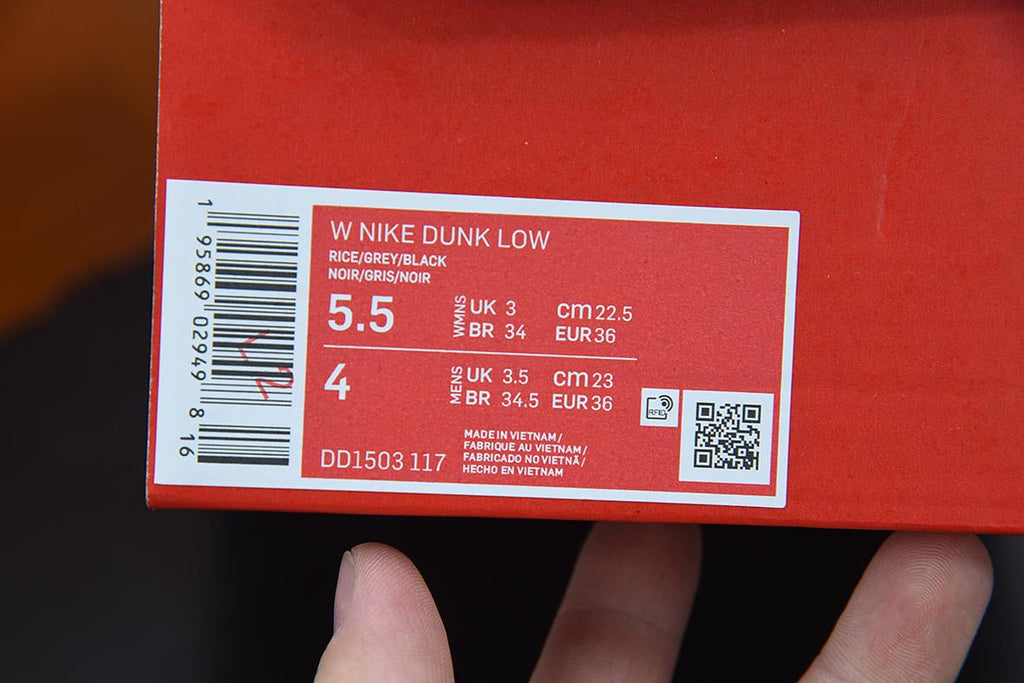 1 95869 02949 8 16
W NIKE DUNK LOW
RICE/GREY/BLACK
NOIR/GRIS/NOIR
5.5 WMNS UK 3 cm 22.5
BR 34 EUR 36
4 MENS UK 3.5 cm 23
BR 34.5 EUR 36
RFID
DD1503 117
MADE IN VIETNAM/
FABRIQUE AU VIETNAM/
FABRICADO NO VIETNÃ/
HECHO EN VIETNAM